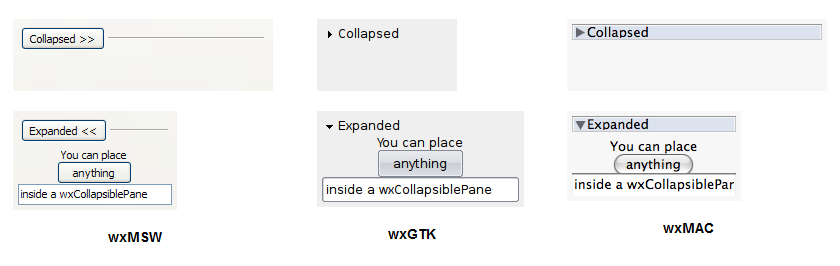 Collapsed >>
Collapsed
Collapsed
Expanded <<
You can place
anything
inside a wxCollapsiblePane
Expanded
You can place
anything
inside a wxCollapsiblePane
Expanded
You can place
anything
inside a wxCollapsiblePar
wxMSW
wxGTK
wxMAC